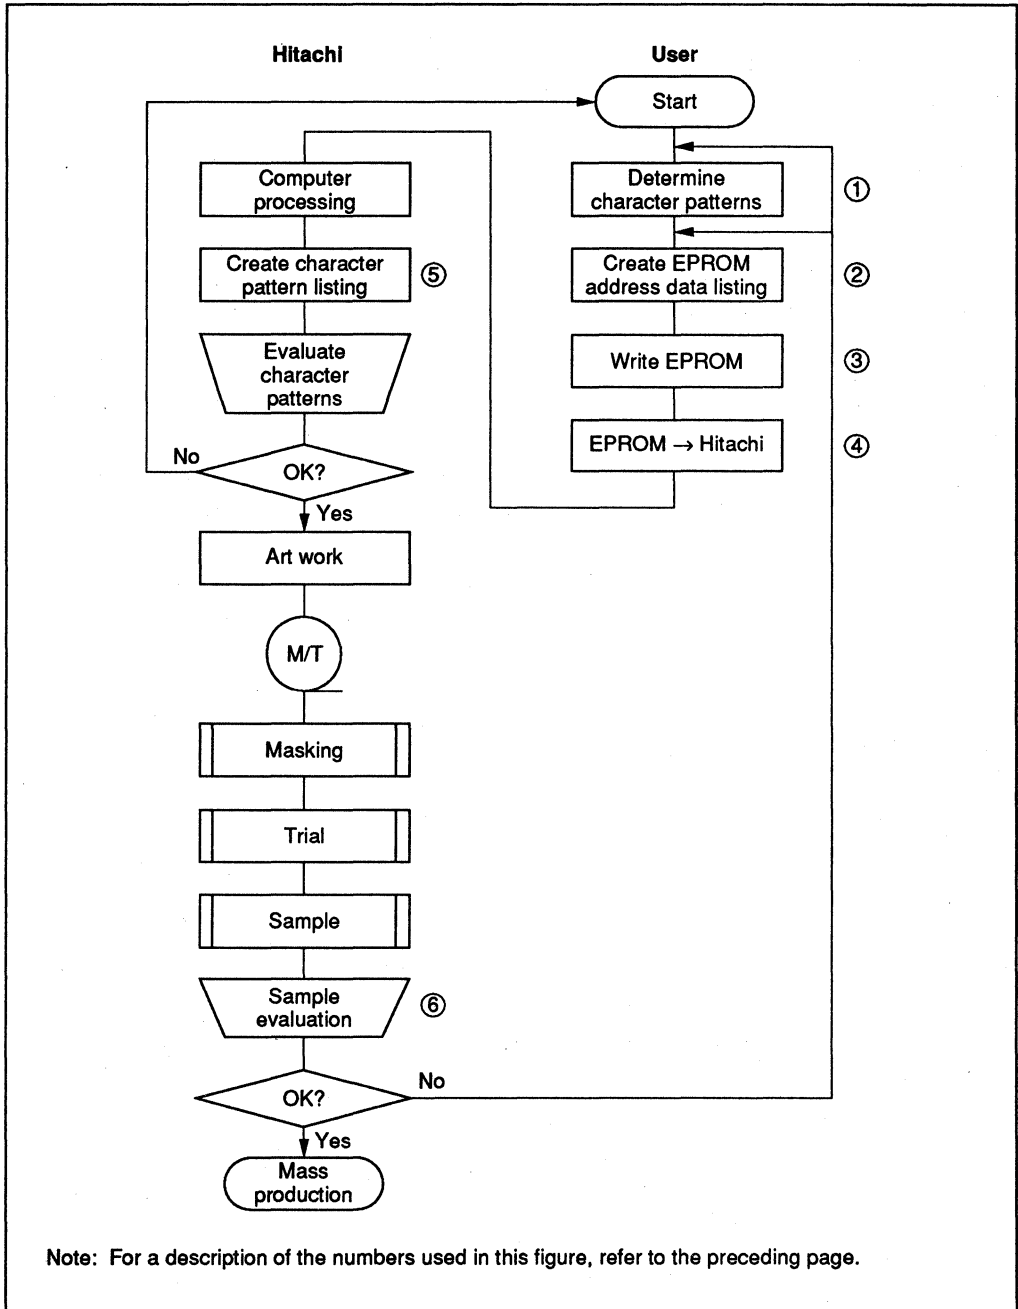 Hitachi
User
Start
Determine
character patterns
①
Create EPROM
address data listing
②
Write EPROM
③
EPROM → Hitachi
④
Computer
processing
Create character
pattern listing
⑤
Evaluate
character
patterns
No
OK?
Yes
Art work
M/T
Masking
Trial
Sample
Sample
evaluation
⑥
No
OK?
Yes
Mass
production
Note: For a description of the numbers used in this figure, refer to the preceding page.